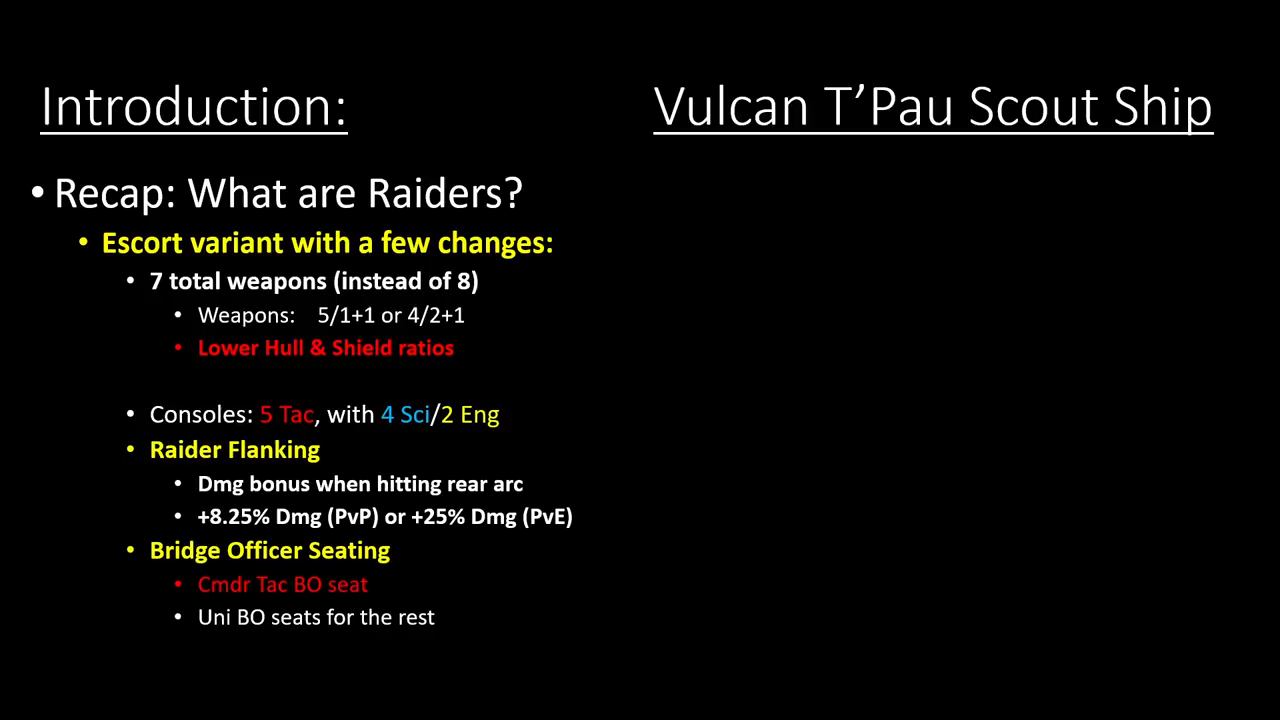 Introduction:
Vulcan T’Pau Scout Ship
• Recap: What are Raiders?
• Escort variant with a few changes:
• 7 total weapons (instead of 8)
• Weapons: 5/1+1 or 4/2+1
• Lower Hull & Shield ratios
• Consoles: 5 Tac, with 4 Sci/2 Eng
• Raider Flanking
• Dmg bonus when hitting rear arc
• +8.25% Dmg (PvP) or +25% Dmg (PvE)
• Bridge Officer Seating
• Cmdr Tac BO seat
• Uni BO seats for the rest